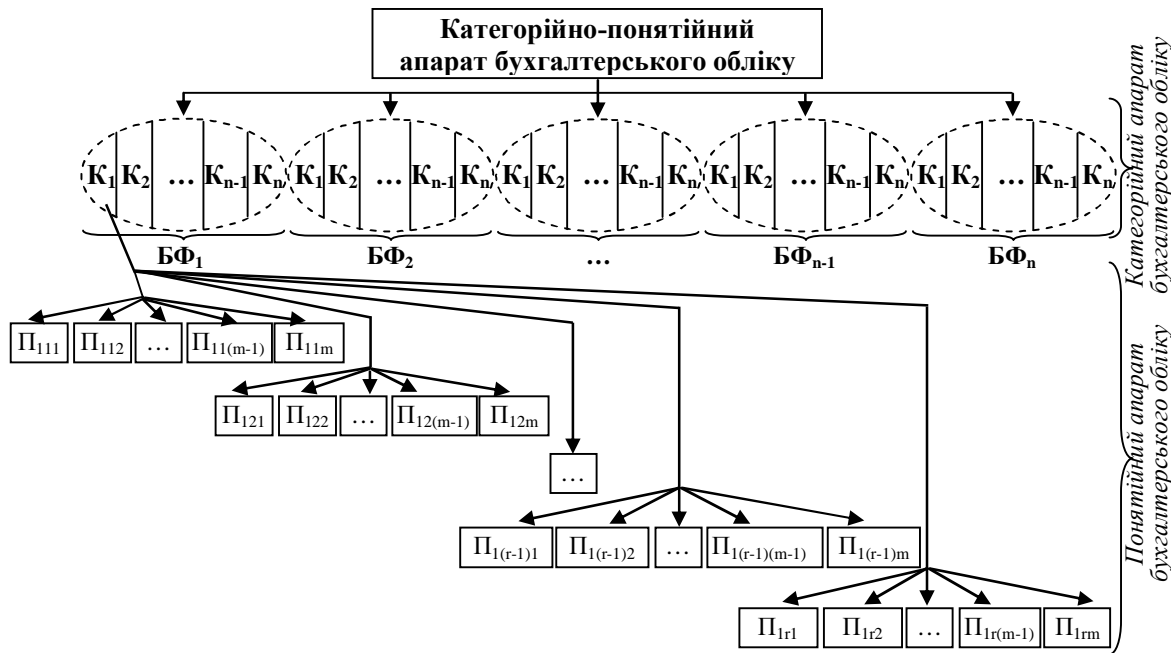 Категорійно-понятійний
апарат бухгалтерського обліку
К₁ К₂ … Кₙ₋₁ Кₙ К₁ К₂ … Кₙ₋₁ Кₙ К₁ К₂ … Кₙ₋₁ Кₙ К₁ К₂ … Кₙ₋₁ Кₙ К₁ К₂ … Кₙ₋₁ Кₙ
БФ₁ БФ₂ … БФₙ₋₁ БФₙ
Категорійний апарат
бухгалтерського обліку
П₁₁₁ П₁₁₂ … П₁₁₍ₘ₋₁₎ П₁₁ₘ
П₁₂₁ П₁₂₂ … П₁₂₍ₘ₋₁₎ П₁₂ₘ
…
П₁₍ᵣ₋₁₎₁ П₁₍ᵣ₋₁₎₂ … П₁₍ᵣ₋₁₎₍ₘ₋₁₎ П₁₍ᵣ₋₁₎ₘ
П₁ᵣ₁ П₁ᵣ₂ … П₁ᵣ₍ₘ₋₁₎ П₁ᵣₘ
Понятійний апарат
бухгалтерського обліку